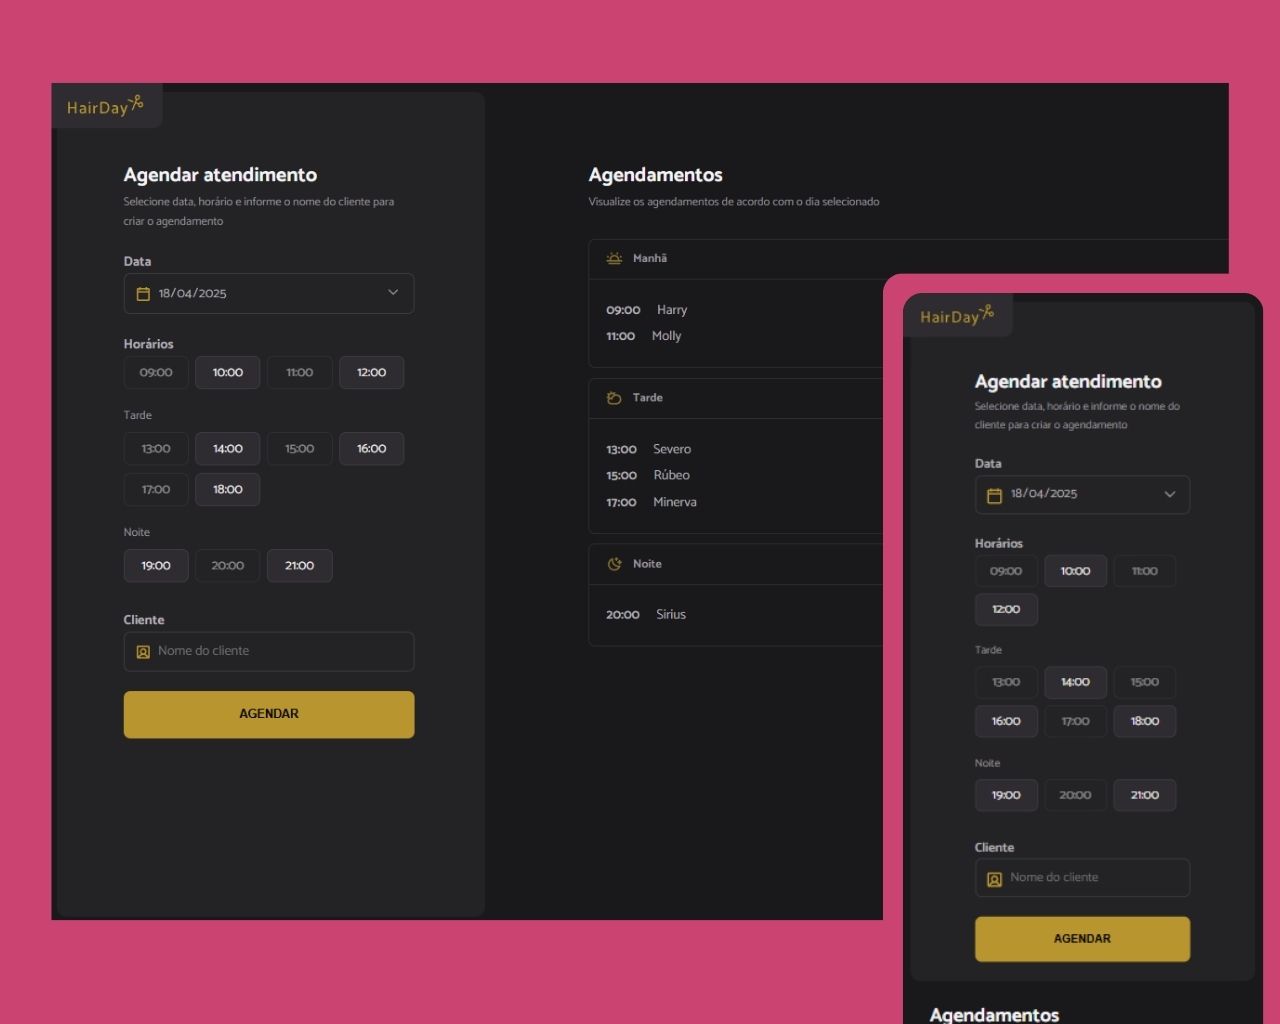 HairDay
Agendar atendimento
Selecione data, horário e informe o nome do cliente para
criar o agendamento
Data
18/04/2025
Horários
09:00 10:00 11:00 12:00
Tarde
13:00 14:00 15:00 16:00
17:00 18:00
Noite
19:00 20:00 21:00
Cliente
Nome do cliente
AGENDAR
Agendamentos
Visualize os agendamentos de acordo com o dia selecionado
Manhã
09:00 Harry
11:00 Molly
Tarde
13:00 Severo
15:00 Rúbeo
17:00 Minerva
Noite
20:00 Sirius
HairDay
Agendar atendimento
Selecione data, horário e informe o nome do
cliente para criar o agendamento
Data
18/04/2025
Horários
09:00 10:00 11:00
12:00
Tarde
13:00 14:00 15:00
16:00 17:00 18:00
Noite
19:00 20:00 21:00
Cliente
Nome do cliente
AGENDAR
Agendamentos